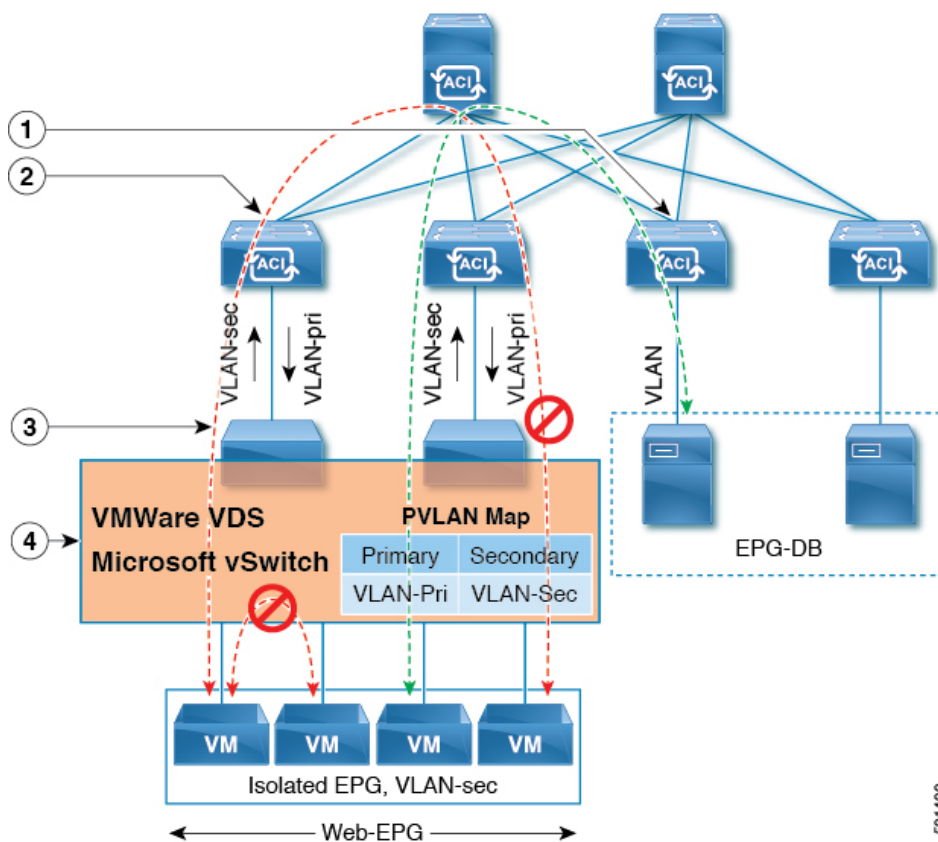 ACI
ACI
1
2
ACI
ACI
ACI
ACI
VLAN-sec
VLAN-pri
VLAN-sec
VLAN-pri
VLAN
3
4
VMWare VDS
Microsoft vSwitch
PVLAN Map
Primary Secondary
VLAN-Pri VLAN-Sec
EPG-DB
VM
VM
VM
VM
Isolated EPG, VLAN-sec
Web-EPG